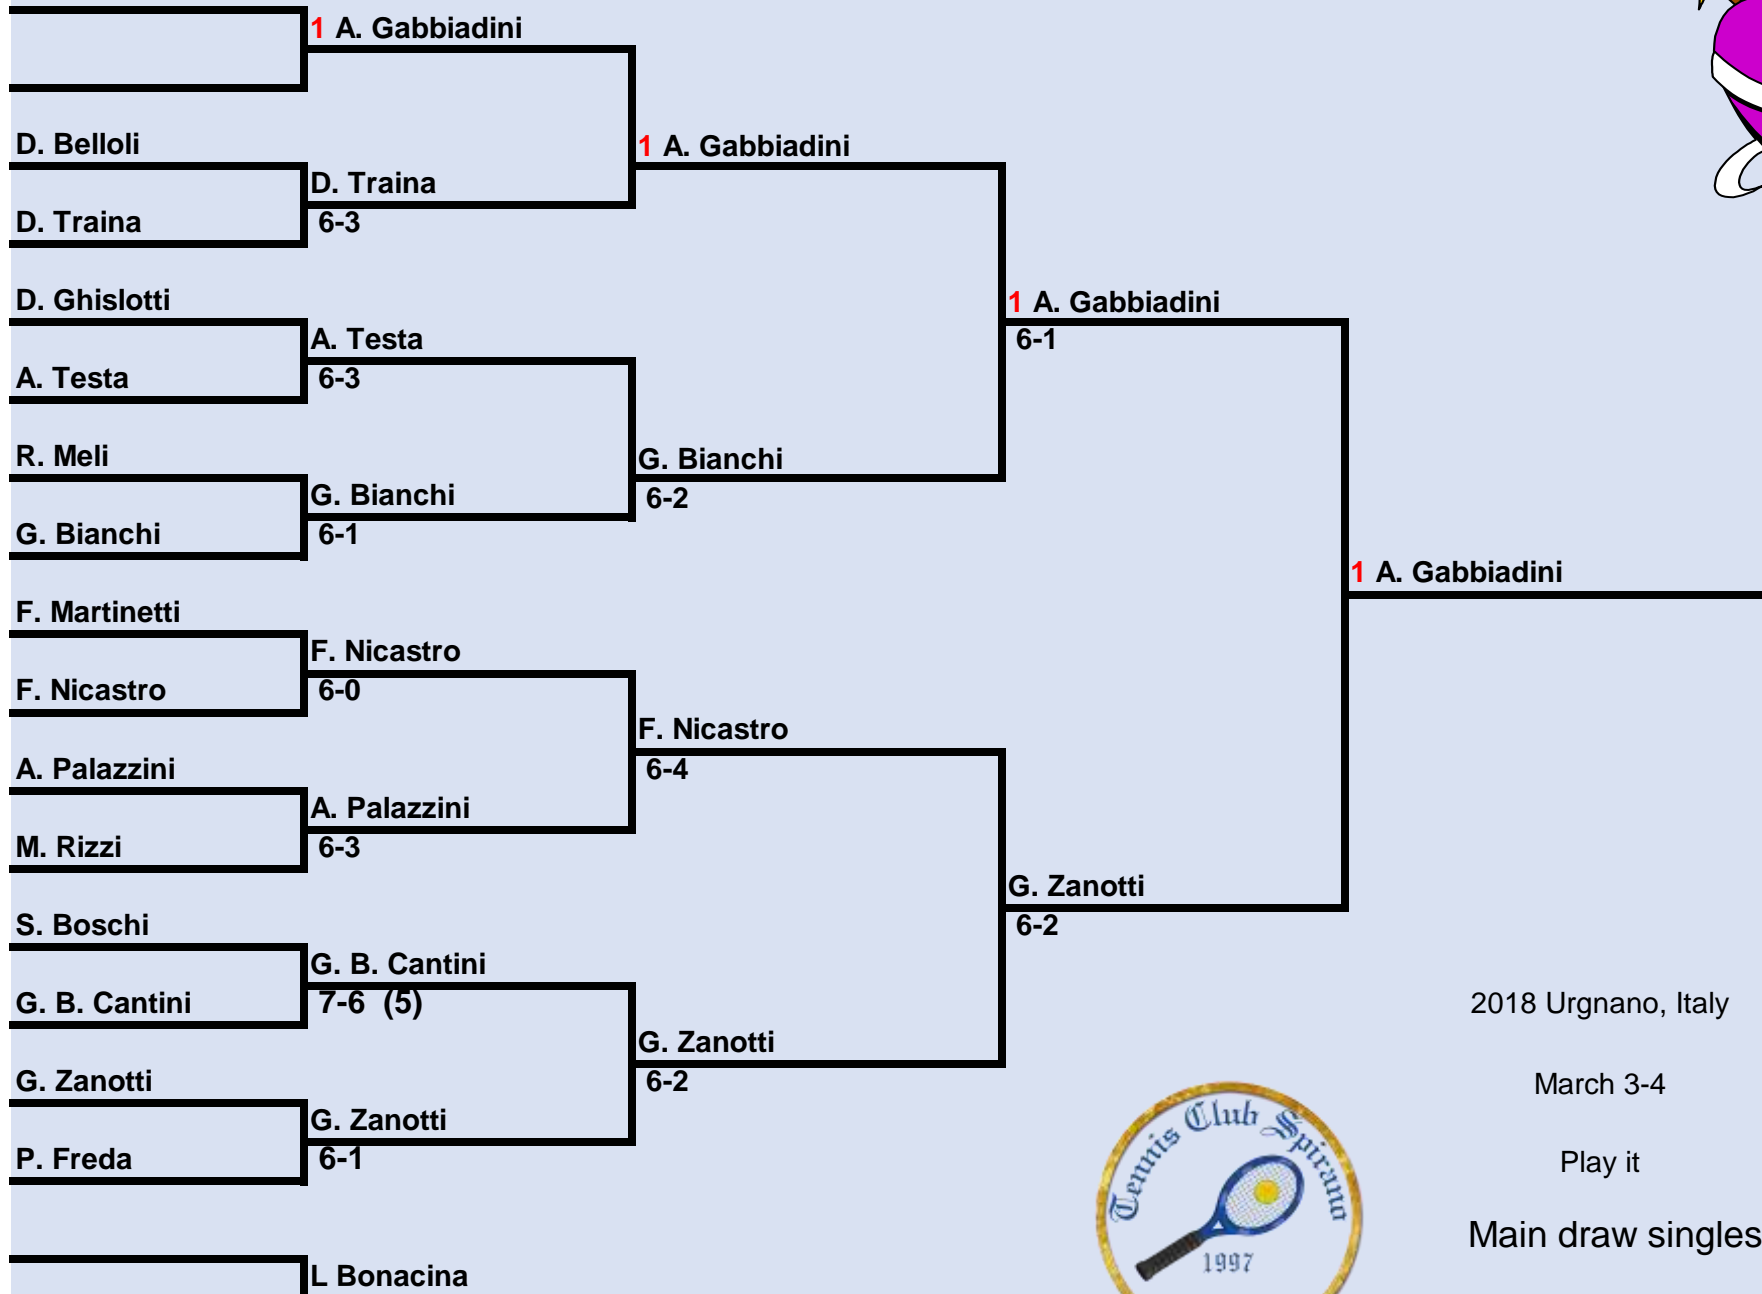 1 A. Gabbiadini
D. Belloli
1 A. Gabbiadini
D. Traina
D. Traina
6-3
D. Ghislotti
1 A. Gabbiadini
A. Testa
6-1
A. Testa
6-3
R. Meli
G. Bianchi
G. Bianchi
6-2
G. Bianchi
6-1
1 A. Gabbiadini
F. Martinetti
F. Nicastro
F. Nicastro
6-0
F. Nicastro
A. Palazzini
6-4
A. Palazzini
M. Rizzi
6-3
G. Zanotti
S. Boschi
6-2
G. B. Cantini
G. B. Cantini
7-6 (5)
2018 Urgnano, Italy
G. Zanotti
G. Zanotti
6-2
March 3-4
G. Zanotti
P. Freda
6-1
Play it
Tennis Club Spirano
1997
Main draw singles
L Bonacina